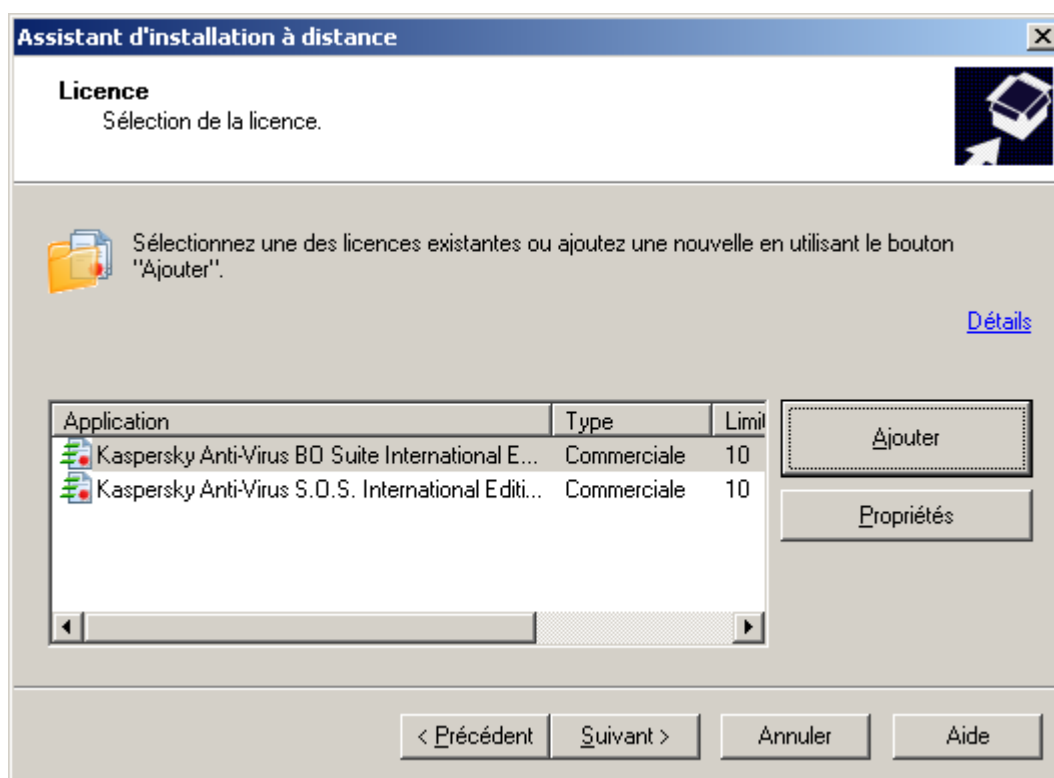 Assistant d'installation à distance
Licence
Sélection de la licence.
Sélectionnez une des licences existantes ou ajoutez une nouvelle en utilisant le bouton
"Ajouter".
Détails
Application Type Limit
Kaspersky Anti-Virus BO Suite International E... Commerciale 10
Kaspersky Anti-Virus S.O.S. International Editi... Commerciale 10
Ajouter
Propriétés
< Précédent Suivant > Annuler Aide